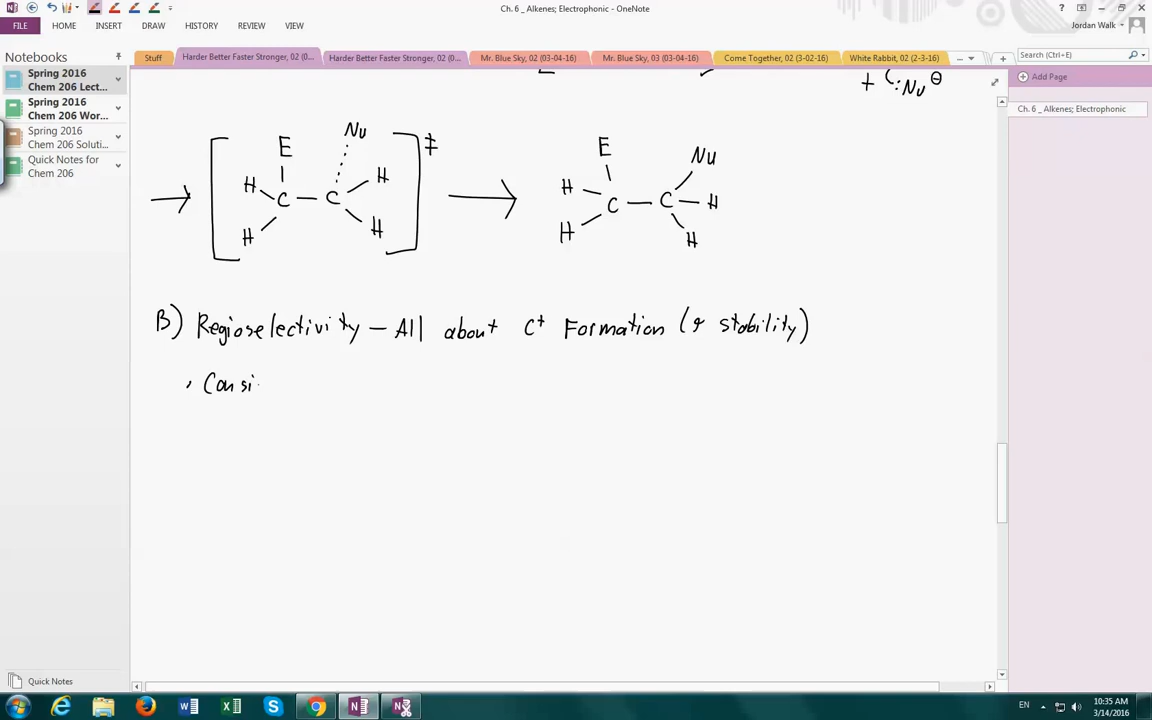 Ch. 6 _ Alkenes; Electrophonic - OneNote
FILE HOME INSERT DRAW HISTORY REVIEW VIEW
Jordan Walk
Notebooks
Stuff
Harder Better Faster Stronger, 02 (0...
Harder Better Faster Stronger, 02 (0...
Mr. Blue Sky, 02 (03-04-16)
Mr. Blue Sky, 03 (03-04-16)
Come Together, 02 (3-02-16)
White Rabbit, 02 (2-3-16)
Search (Ctrl+E)
Spring 2016
Chem 206 Lect...
Spring 2016
Chem 206 Wor...
Spring 2016
Chem 206 Soluti...
Quick Notes for
Chem 206
Add Page
Ch. 6 _ Alkenes; Electrophonic
+ :Nu ⊖
E Nu ‡
H C — C H
H H
E Nu
H C — C — H
H H
B) Regioselectivity — All about C+ Formation (& stability)
• Consi
Quick Notes
EN
10:35 AM
3/14/2016